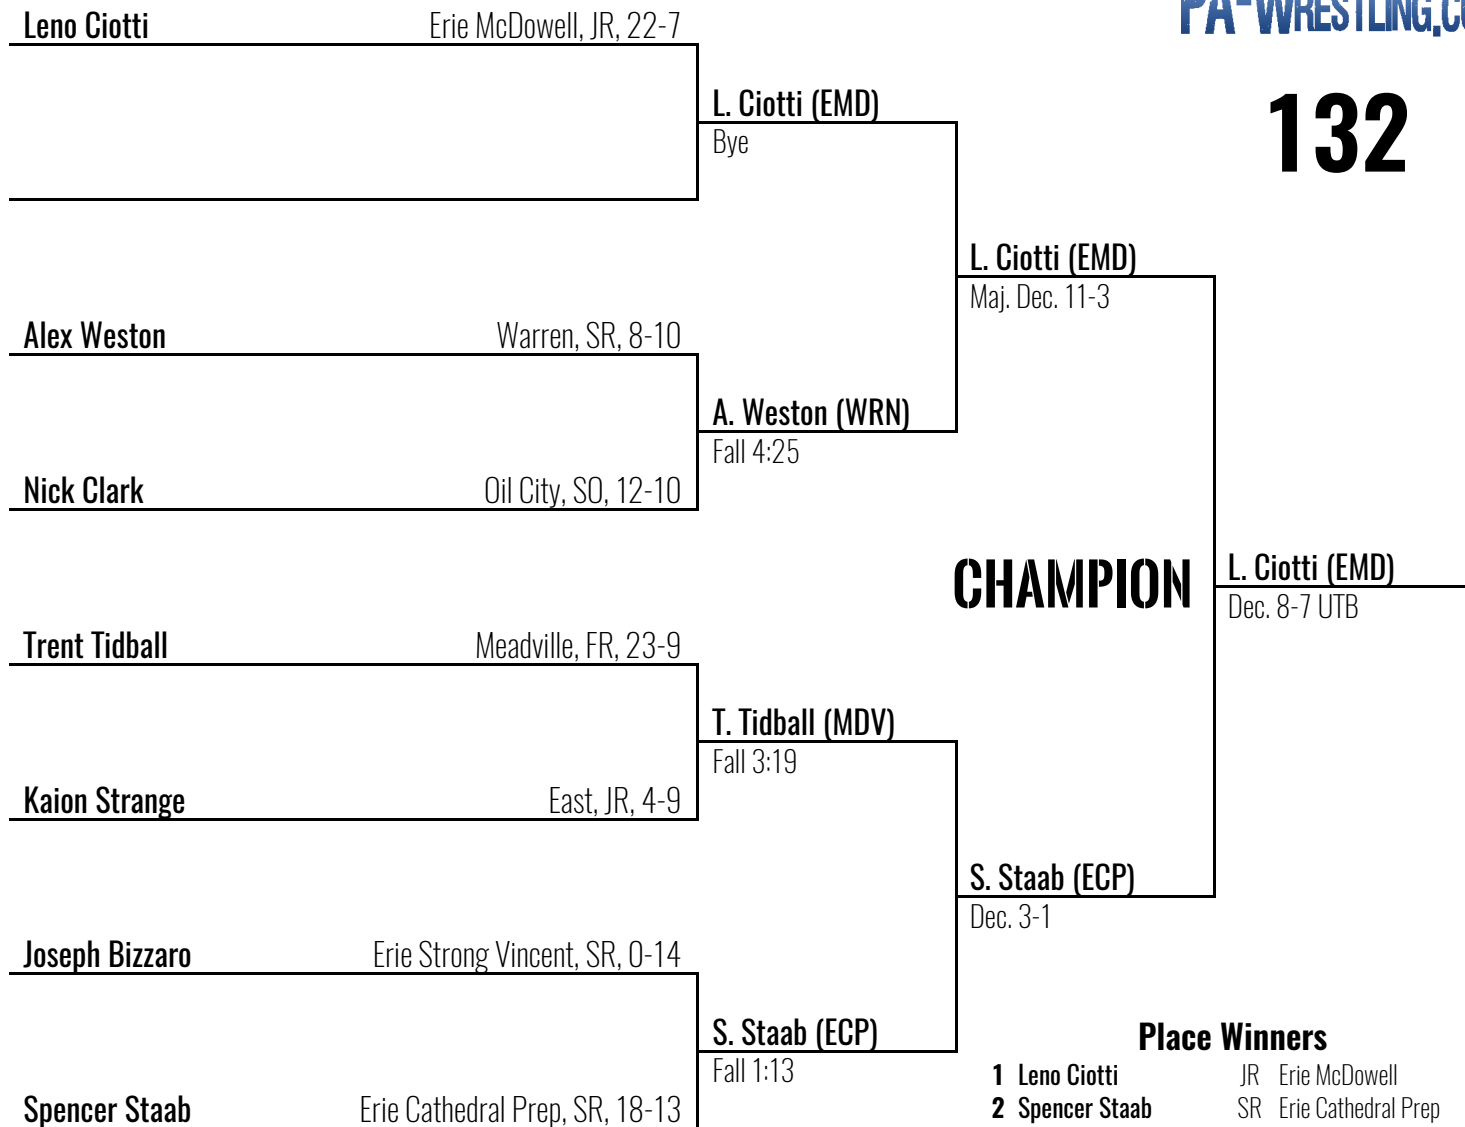 PA-WRESTLING.CO
Leno Ciotti Erie McDowell, JR, 22-7
L. Ciotti (EMD)
Bye
132
L. Ciotti (EMD)
Maj. Dec. 11-3
Alex Weston Warren, SR, 8-10
A. Weston (WRN)
Fall 4:25
Nick Clark Oil City, SO, 12-10
CHAMPION
L. Ciotti (EMD)
Dec. 8-7 UTB
Trent Tidball Meadville, FR, 23-9
T. Tidball (MDV)
Fall 3:19
Kaion Strange East, JR, 4-9
S. Staab (ECP)
Dec. 3-1
Joseph Bizzaro Erie Strong Vincent, SR, 0-14
S. Staab (ECP)
Fall 1:13
Spencer Staab Erie Cathedral Prep, SR, 18-13
Place Winners
1 Leno Ciotti JR Erie McDowell
2 Spencer Staab SR Erie Cathedral Prep